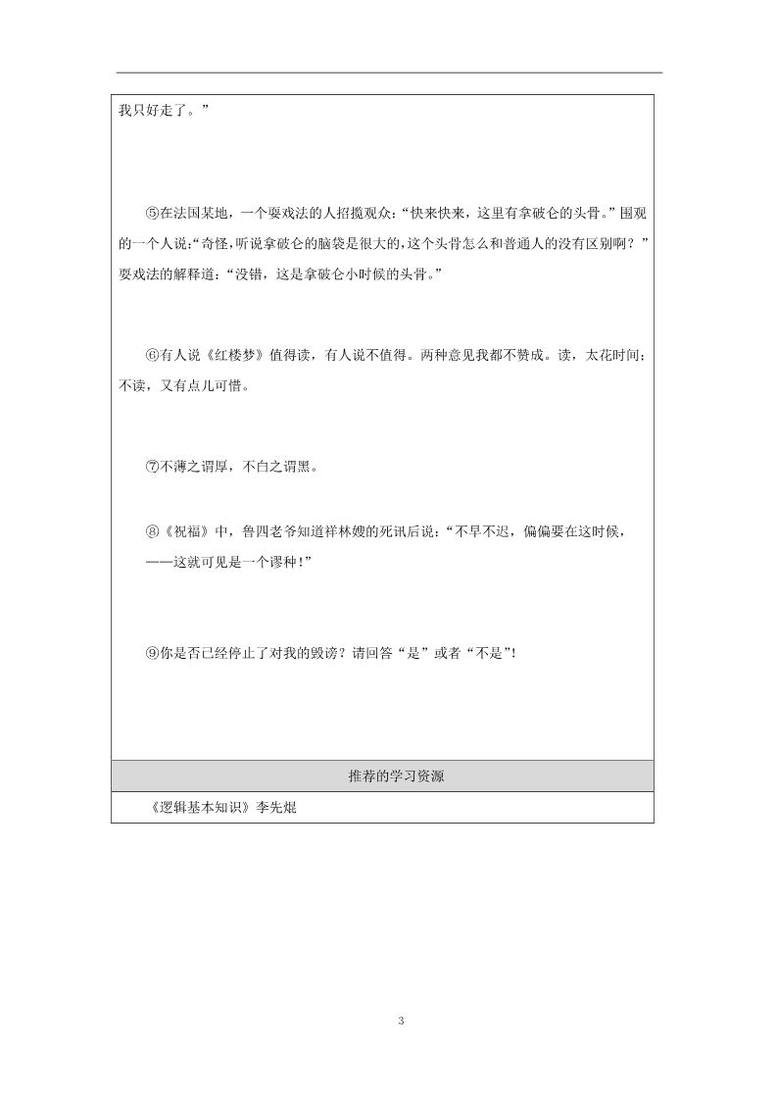 我只好走了。”
⑤在法国某地，一个耍戏法的人招揽观众：“快来快来，这里有拿破仑的头骨。”围观
的一个人说：“奇怪，听说拿破仑的脑袋是很大的，这个头骨怎么和普通人的没有区别啊？”
耍戏法的解释道：“没错，这是拿破仑小时候的头骨。”
⑥有人说《红楼梦》值得读，有人说不值得。两种意见我都不赞成。读，太花时间；
不读，又有点儿可惜。
⑦不薄之谓厚，不白之谓黑。
⑧《祝福》中，鲁四老爷知道祥林嫂的死讯后说：“不早不迟，偏偏要在这时候，
——这就可见是一个谬种！”
⑨你是否已经停止了对我的毁谤？请回答“是”或者“不是”！
推荐的学习资源
《逻辑基本知识》李先焜
3